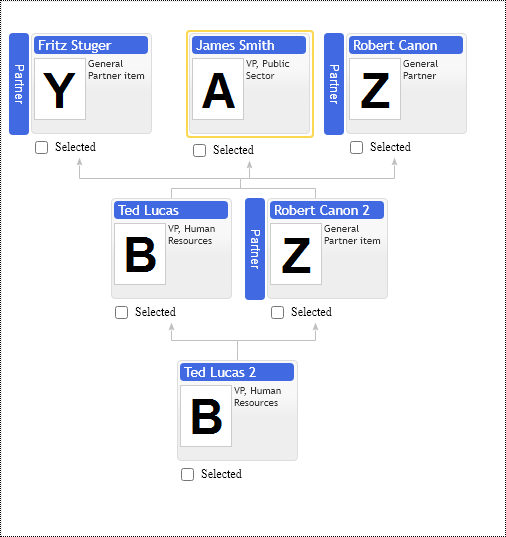 Partner
Fritz Stuger
Y
General
Partner item
Selected
James Smith
A
VP, Public
Sector
Selected
Partner
Robert Canon
Z
General
Partner
Selected
Ted Lucas
B
VP, Human
Resources
Selected
Partner
Robert Canon 2
Z
General
Partner item
Selected
Ted Lucas 2
B
VP, Human
Resources
Selected